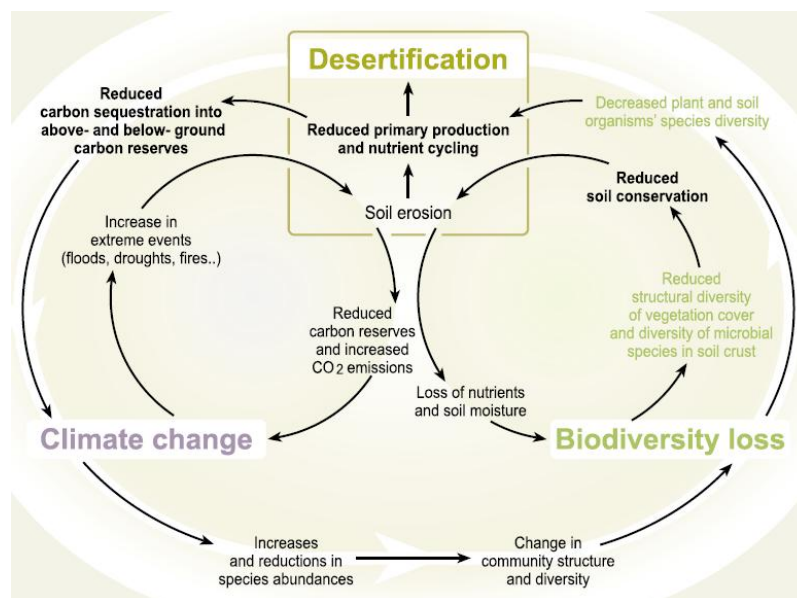 Desertification
Reduced
carbon sequestration into
above- and below- ground
carbon reserves
Reduced primary production
and nutrient cycling
Decreased plant and soil
organisms' species diversity
Soil erosion
Reduced
soil conservation
Increase in
extreme events
(floods, droughts, fires..)
Reduced
carbon reserves
and increased
CO2 emissions
Reduced
structural diversity
of vegetation cover
and diversity of microbial
species in soil crust
Loss of nutrients
and soil moisture
Climate change
Biodiversity loss
Increases
and reductions in
species abundances
Change in
community structure
and diversity